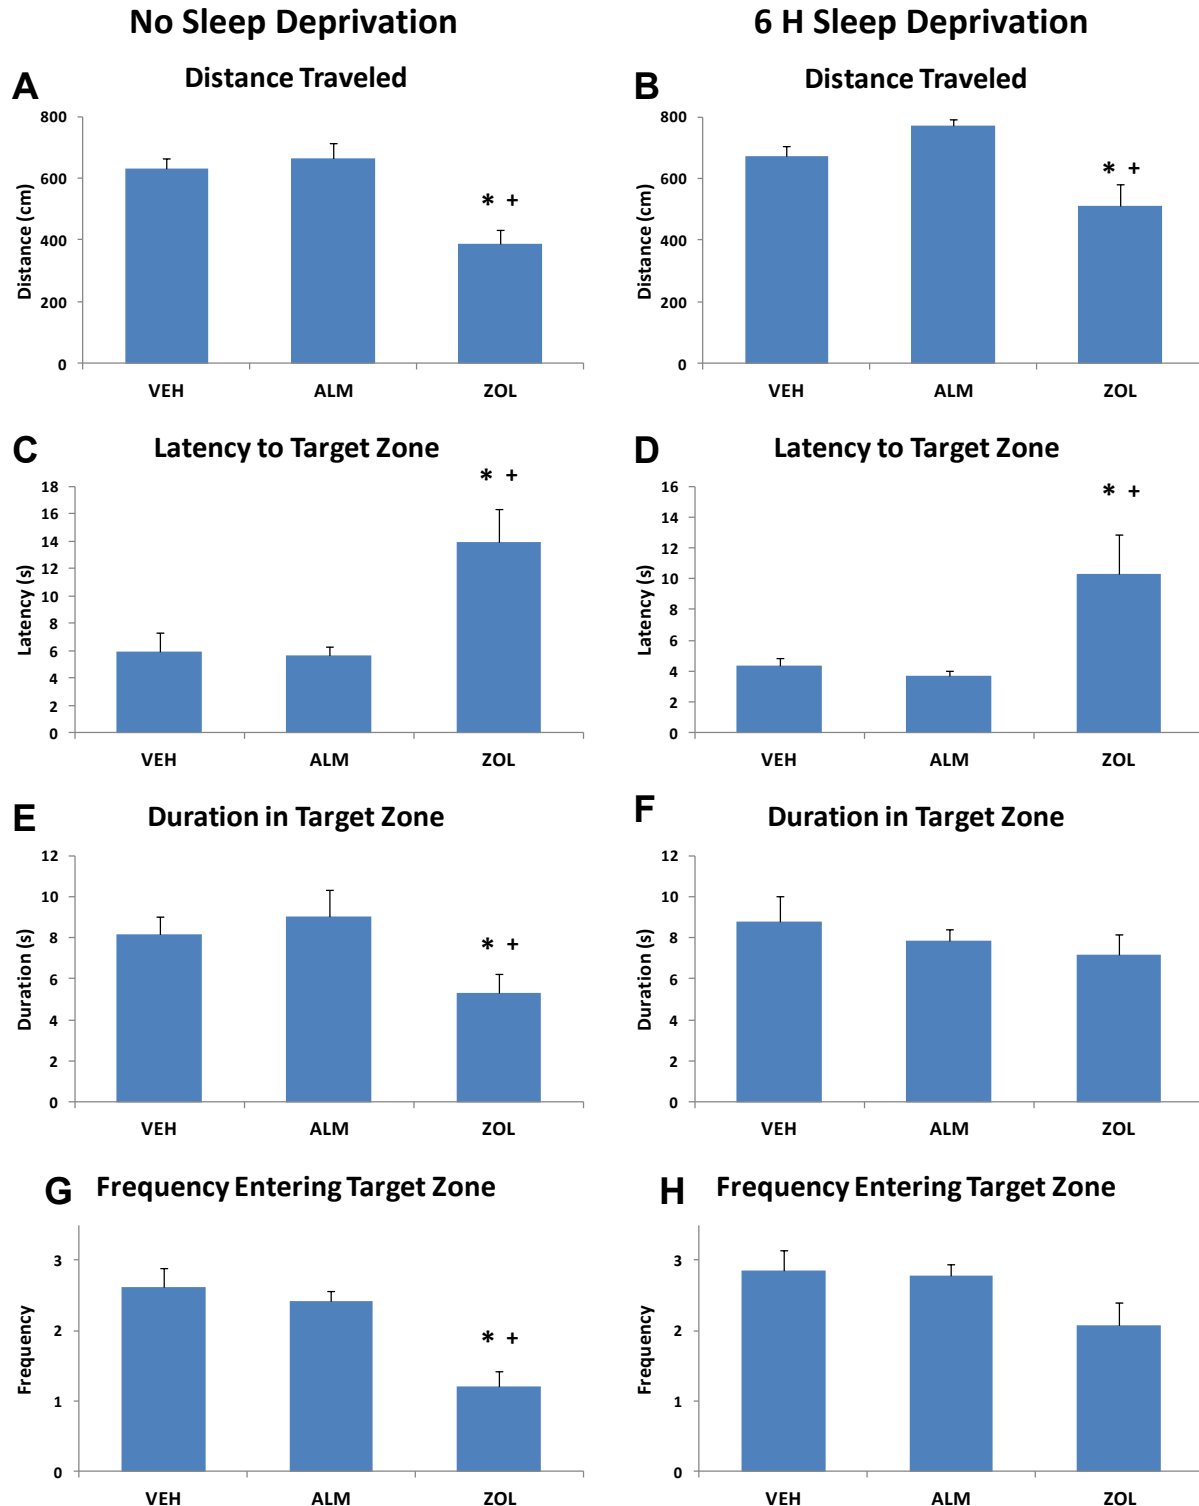 No Sleep Deprivation
6 H Sleep Deprivation
A
Distance Traveled
Distance (cm)
800
600
400
200
0
* +
VEH ALM ZOL
B
Distance Traveled
Distance (cm)
800
600
400
200
0
* +
VEH ALM ZOL
C
Latency to Target Zone
Latency (s)
18
16
14
12
10
8
6
4
2
0
* +
VEH ALM ZOL
D
Latency to Target Zone
Latency (s)
16
14
12
10
8
6
4
2
0
* +
VEH ALM ZOL
E
Duration in Target Zone
Duration (s)
12
10
8
6
4
2
0
* +
VEH ALM ZOL
F
Duration in Target Zone
Duration (s)
12
10
8
6
4
2
0
VEH ALM ZOL
G
Frequency Entering Target Zone
Frequency
3
2
1
0
* +
VEH ALM ZOL
H
Frequency Entering Target Zone
Frequency
3
2
1
0
VEH ALM ZOL